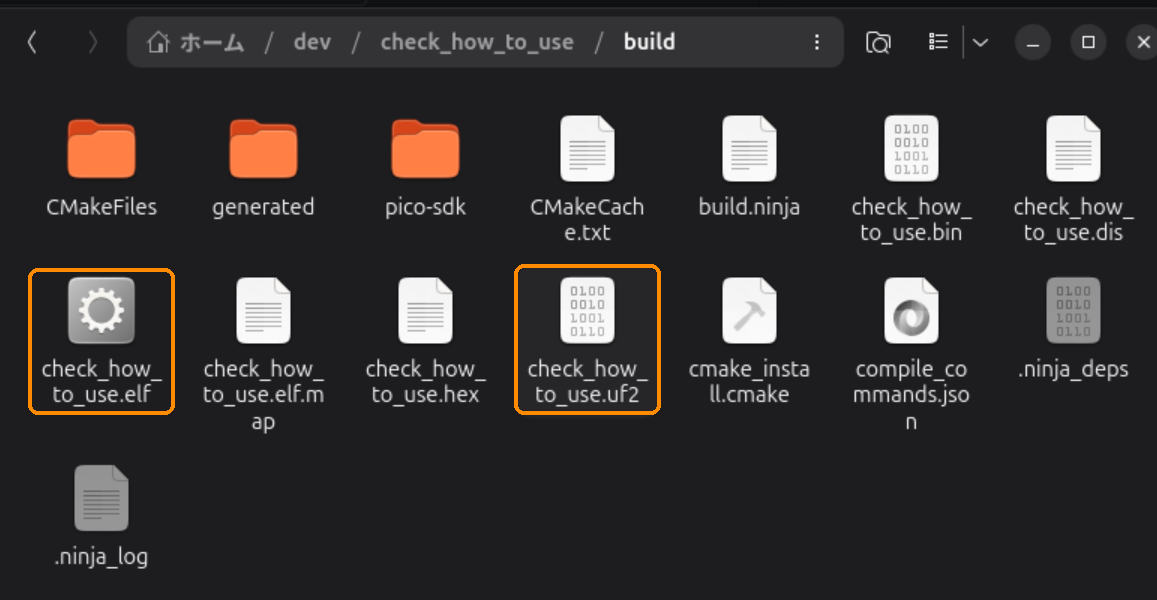 ホーム / dev / check_how_to_use / build
CMakeFiles
generated
pico-sdk
CMakeCach
e.txt
build.ninja
check_how_
to_use.bin
check_how_
to_use.dis
check_how_
to_use.elf
check_how_
to_use.elf.m
ap
check_how_
to_use.hex
check_how_
to_use.uf2
cmake_insta
ll.cmake
compile_co
mmands.jso
n
.ninja_deps
.ninja_log